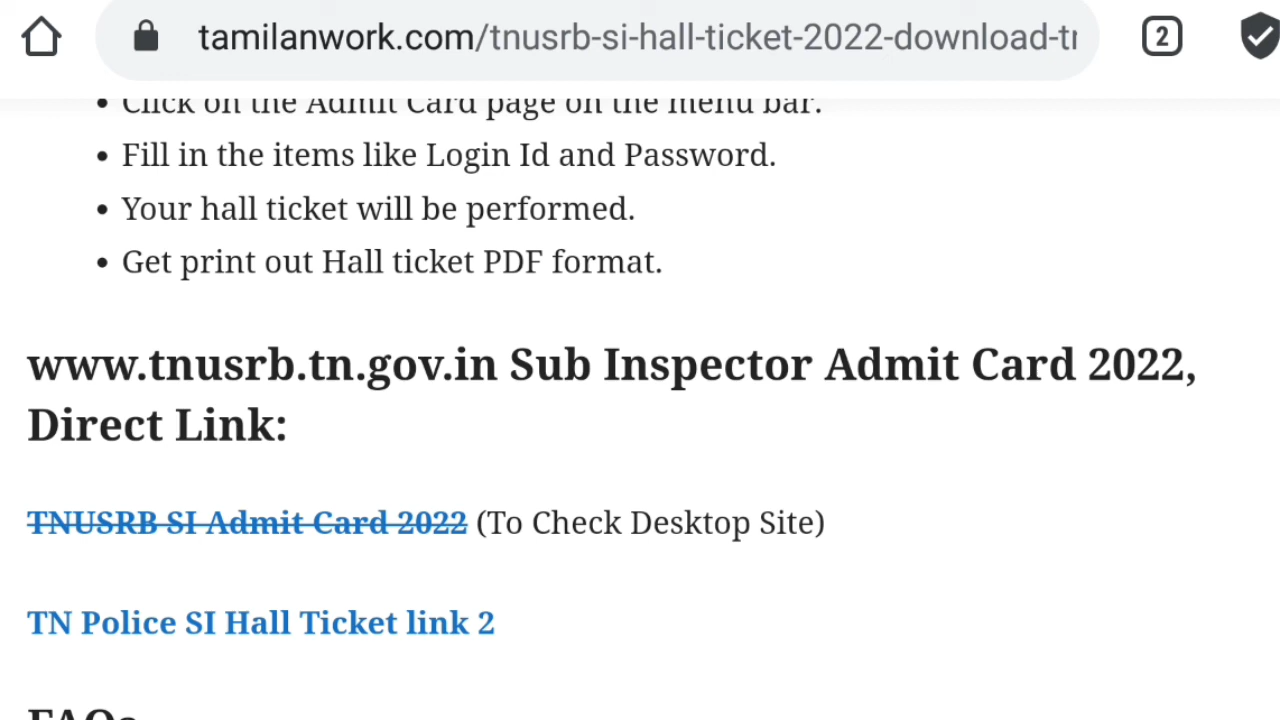 tamilanwork.com/tnusrb-si-hall-ticket-2022-download-tr
2
Click on the Admit Card page on the menu bar.
Fill in the items like Login Id and Password.
Your hall ticket will be performed.
Get print out Hall ticket PDF format.
www.tnusrb.tn.gov.in Sub Inspector Admit Card 2022,
Direct Link:
TNUSRB SI Admit Card 2022 (To Check Desktop Site)
TN Police SI Hall Ticket link 2
FAQs